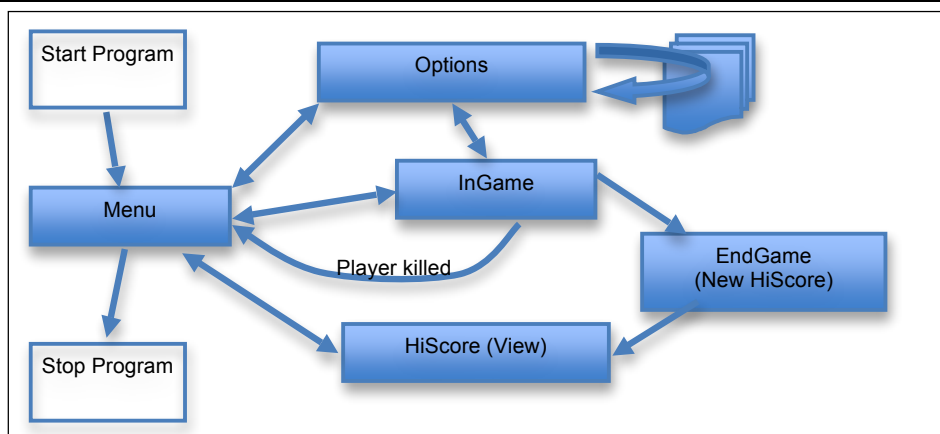 Start Program
Options
InGame
Menu
EndGame
(New HiScore)
Player killed
HiScore (View)
Stop Program